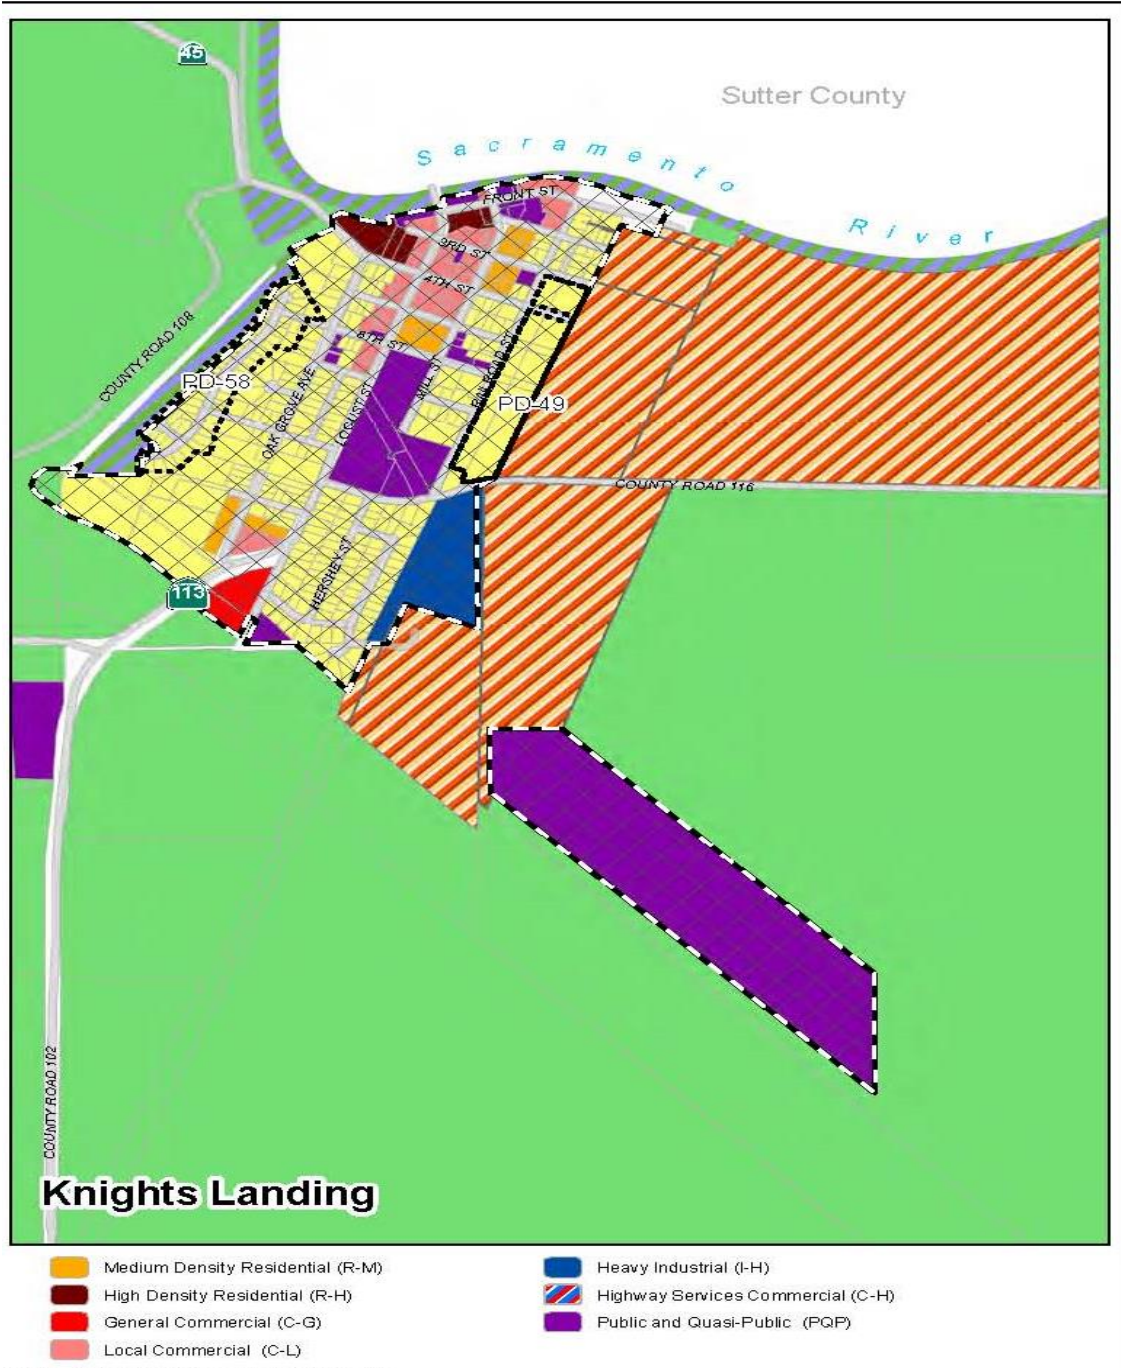 45
Sutter County
Sacramento
River
FRONT ST
3RD ST
4TH ST
COUNTY ROAD 108
6TH ST
PD-58
MILL ST
RAILROAD ST
OAK GROVE AVE
LOCUST ST
PD-49
COUNTY ROAD 116
HERSHEY ST
113
COUNTY ROAD 102
Knights Landing
Medium Density Residential (R-M)
High Density Residential (R-H)
General Commercial (C-G)
Local Commercial (C-L)
Heavy Industrial (I-H)
Highway Services Commercial (C-H)
Public and Quasi-Public (PQP)